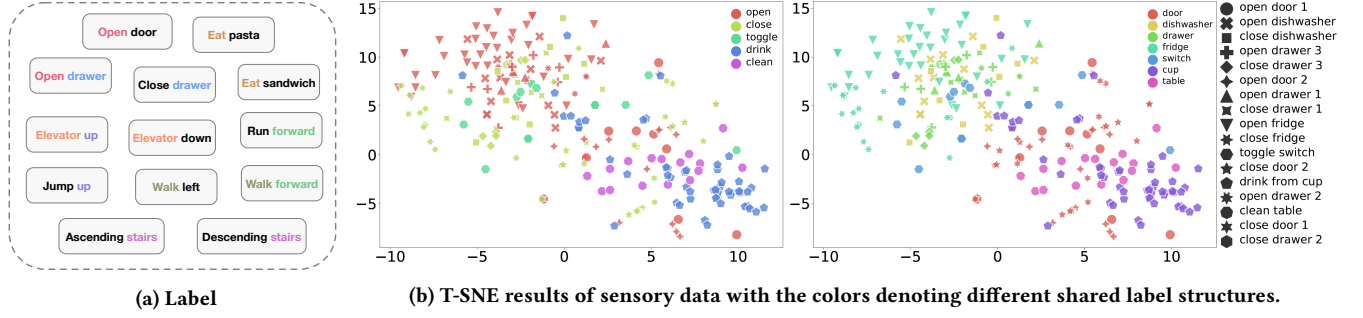 Open door
Eat pasta
Open drawer
Close drawer
Eat sandwich
Elevator up
Elevator down
Run forward
Jump up
Walk left
Walk forward
Ascending stairs
Descending stairs
(a) Label
15
10
5
0
−5
−10
−5
0
5
10
open
close
toggle
drink
clean
15
10
5
0
−5
−10
−5
0
5
10
door
dishwasher
drawer
fridge
switch
cup
table
open door 1
open dishwasher
close dishwasher
open drawer 3
close drawer 3
open door 2
open drawer 1
close drawer 1
open fridge
close fridge
toggle switch
close door 2
drink from cup
open drawer 2
clean table
close door 1
close drawer 2
(b) T-SNE results of sensory data with the colors denoting different shared label structures.